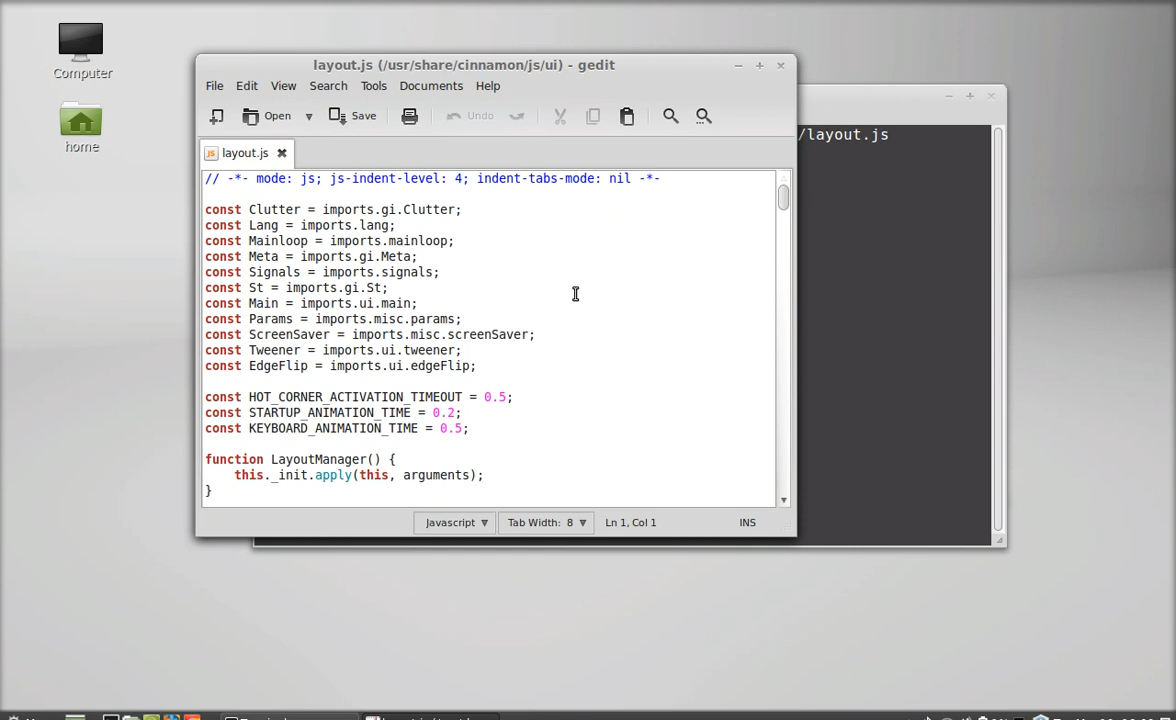 Computer
home
layout.js (/usr/share/cinnamon/js/ui) - gedit
File Edit View Search Tools Documents Help
Open Save Undo
layout.js
/layout.js
// -*- mode: js; js-indent-level: 4; indent-tabs-mode: nil -*-
const Clutter = imports.gi.Clutter;
const Lang = imports.lang;
const Mainloop = imports.mainloop;
const Meta = imports.gi.Meta;
const Signals = imports.signals;
const St = imports.gi.St;
const Main = imports.ui.main;
const Params = imports.misc.params;
const ScreenSaver = imports.misc.screenSaver;
const Tweener = imports.ui.tweener;
const EdgeFlip = imports.ui.edgeFlip;
const HOT_CORNER_ACTIVATION_TIMEOUT = 0.5;
const STARTUP_ANIMATION_TIME = 0.2;
const KEYBOARD_ANIMATION_TIME = 0.5;
function LayoutManager() {
    this._init.apply(this, arguments);
}
Javascript Tab Width: 8 Ln 1, Col 1 INS